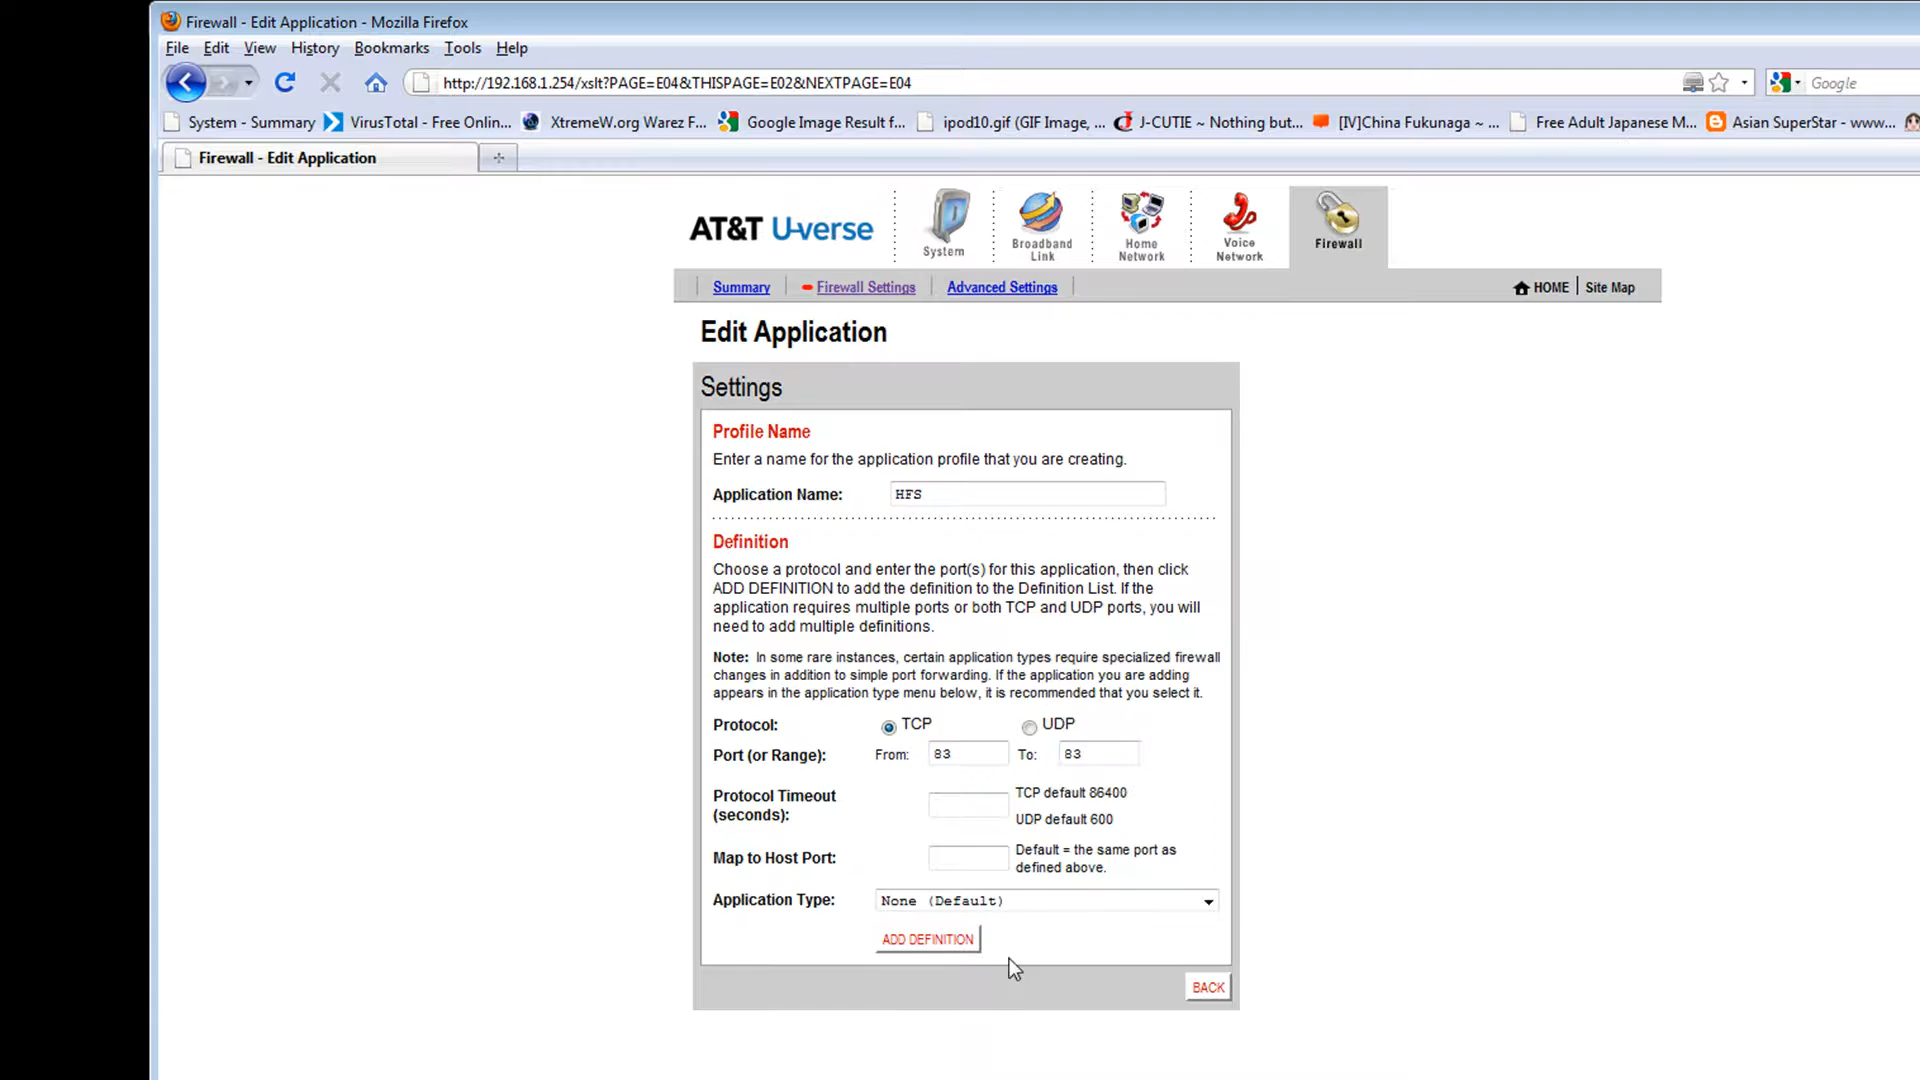 Firewall - Edit Application - Mozilla Firefox
File Edit View History Bookmarks Tools Help
http://192.168.1.254/xslt?PAGE=E04&THISPAGE=E02&NEXTPAGE=E04 Google
System - Summary VirusTotal - Free Onlin... XtremeW.org Warez F... Google Image Result f... ipod10.gif (GIF Image, ... J-CUTIE ~ Nothing but... [IV]China Fukunaga ~ ... Free Adult Japanese M... Asian SuperStar - www...
Firewall - Edit Application
AT&T U-verse System Broadband Link Home Network Voice Network Firewall
Summary Firewall Settings Advanced Settings HOME Site Map
Edit Application
Settings
Profile Name
Enter a name for the application profile that you are creating.
Application Name: HFS
Definition
Choose a protocol and enter the port(s) for this application, then click
ADD DEFINITION to add the definition to the Definition List. If the
application requires multiple ports or both TCP and UDP ports, you will
need to add multiple definitions.
Note: In some rare instances, certain application types require specialized firewall
changes in addition to simple port forwarding. If the application you are adding
appears in the application type menu below, it is recommended that you select it.
Protocol: TCP UDP
Port (or Range): From: 83 To: 83
Protocol Timeout (seconds): TCP default 86400
UDP default 600
Map to Host Port: Default = the same port as
defined above.
Application Type: None (Default)
ADD DEFINITION
BACK